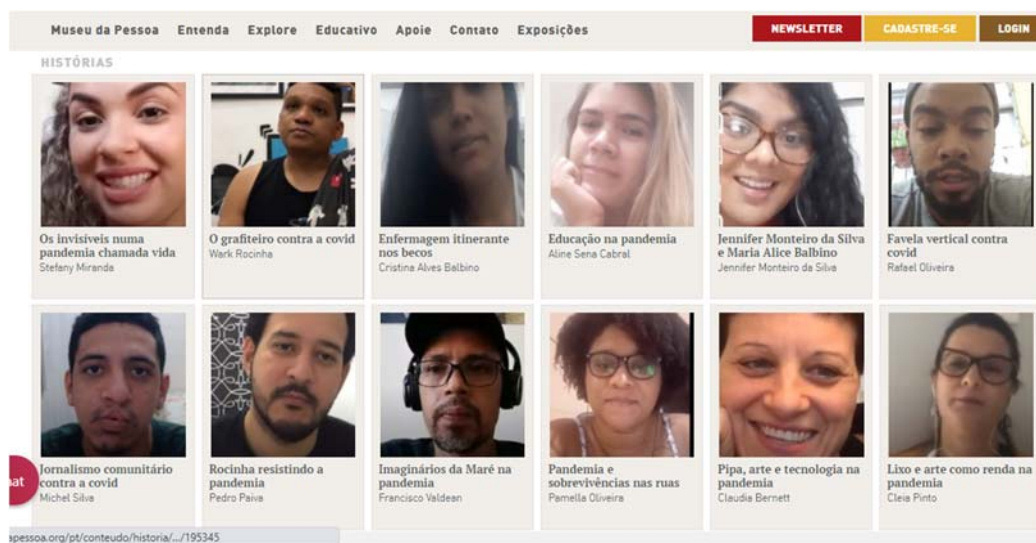 Museu da Pessoa Entenda Explore Educativo Apoie Contato Exposições NEWSLETTER CADASTRE-SE LOGIN
HISTÓRIAS
Os invisíveis numa
pandemia chamada vida
Stefany Miranda
O grafiteiro contra a covid
Wark Rocinha
Enfermagem itinerante
nos becos
Cristina Alves Balbino
Educação na pandemia
Aline Sena Cabral
Jennifer Monteiro da Silva
e Maria Alice Balbino
Jennifer Monteiro da Silva
Favela vertical contra
covid
Rafael Oliveira
Jornalismo comunitário
contra a covid
Michel Silva
Rocinha resistindo a
pandemia
Pedro Paiva
Imaginários da Maré na
pandemia
Francisco Valdean
Pandemia e
sobrevivências nas ruas
Pamella Oliveira
Pipa, arte e tecnologia na
pandemia
Claudia Bernett
Lixo e arte como renda na
pandemia
Cleia Pinto
hat
apessoa.org/pt/conteudo/historia/.../195345